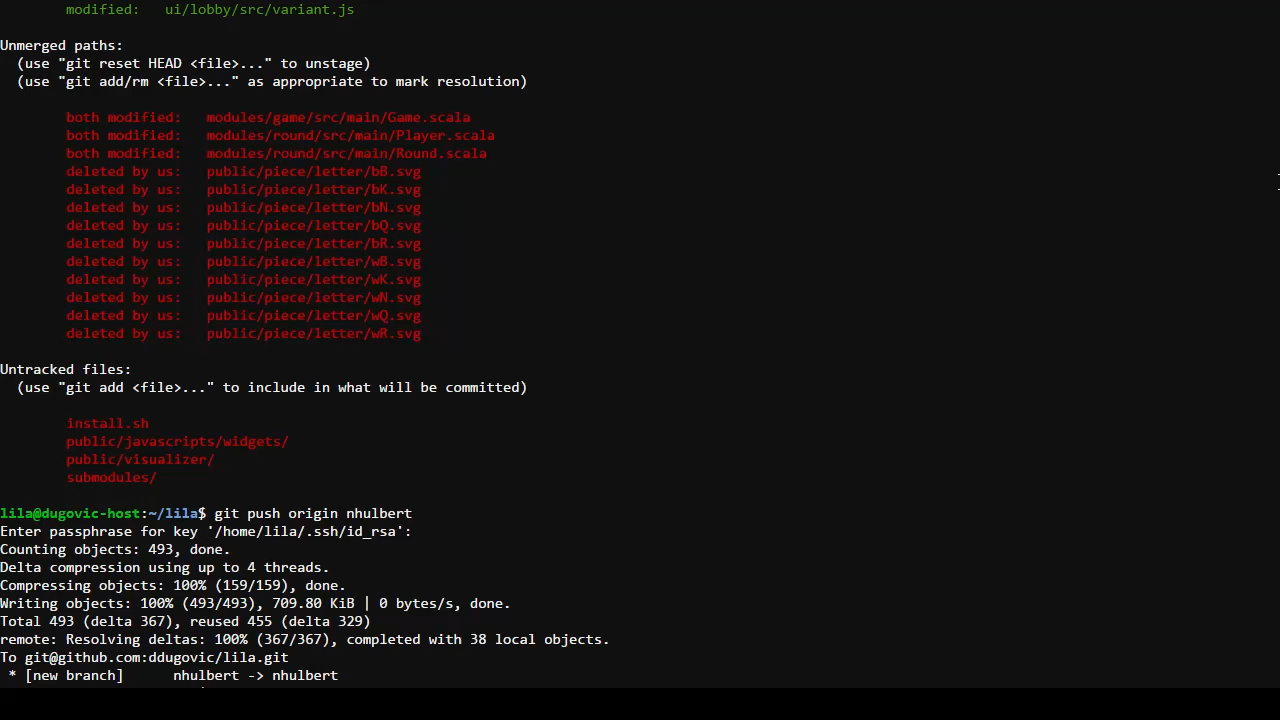 modified:   ui/lobby/src/variant.js
Unmerged paths:
(use "git reset HEAD <file>..." to unstage)
(use "git add/rm <file>..." as appropriate to mark resolution)
both modified:   modules/game/src/main/Game.scala
both modified:   modules/round/src/main/Player.scala
both modified:   modules/round/src/main/Round.scala
deleted by us:   public/piece/letter/bB.svg
deleted by us:   public/piece/letter/bK.svg
deleted by us:   public/piece/letter/bN.svg
deleted by us:   public/piece/letter/bQ.svg
deleted by us:   public/piece/letter/bR.svg
deleted by us:   public/piece/letter/wB.svg
deleted by us:   public/piece/letter/wK.svg
deleted by us:   public/piece/letter/wN.svg
deleted by us:   public/piece/letter/wQ.svg
deleted by us:   public/piece/letter/wR.svg
Untracked files:
(use "git add <file>..." to include in what will be committed)
install.sh
public/javascripts/widgets/
public/visualizer/
submodules/
lila@dugovic-host:~/lila$ git push origin nhulbert
Enter passphrase for key '/home/lila/.ssh/id_rsa':
Counting objects: 493, done.
Delta compression using up to 4 threads.
Compressing objects: 100% (159/159), done.
Writing objects: 100% (493/493), 709.80 KiB | 0 bytes/s, done.
Total 493 (delta 367), reused 455 (delta 329)
remote: Resolving deltas: 100% (367/367), completed with 38 local objects.
To git@github.com:ddugovic/lila.git
* [new branch]      nhulbert -> nhulbert